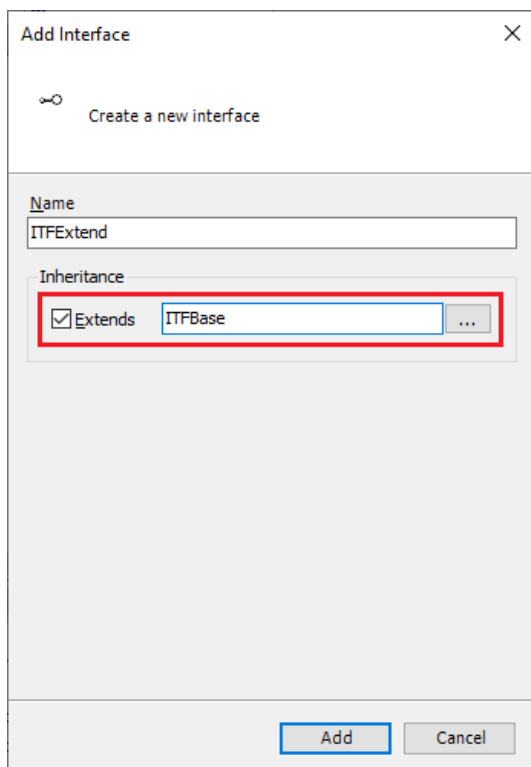 Add Interface
Create a new interface
Name
ITFExtend
Inheritance
Extends ITFBase ...
Add Cancel